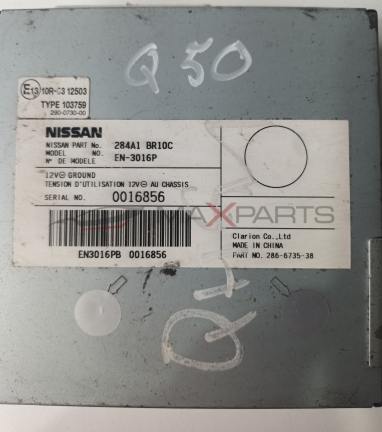 Q50
E13 10R-03 12503
TYPE 103759
290-0730-00
NISSAN
NISSAN PART No. 284A1 BR10C
MODEL NO. EN-3016P
N° DE MODELE
12V⊖ GROUND
TENSION D'UTILISATION 12V⊖ AU CHASSIS
SERIAL NO. 0016856
MAXPARTS
EN3016PB 0016856
Clarion Co.,Ltd
MADE IN CHINA
PART NO. 286-6735-38